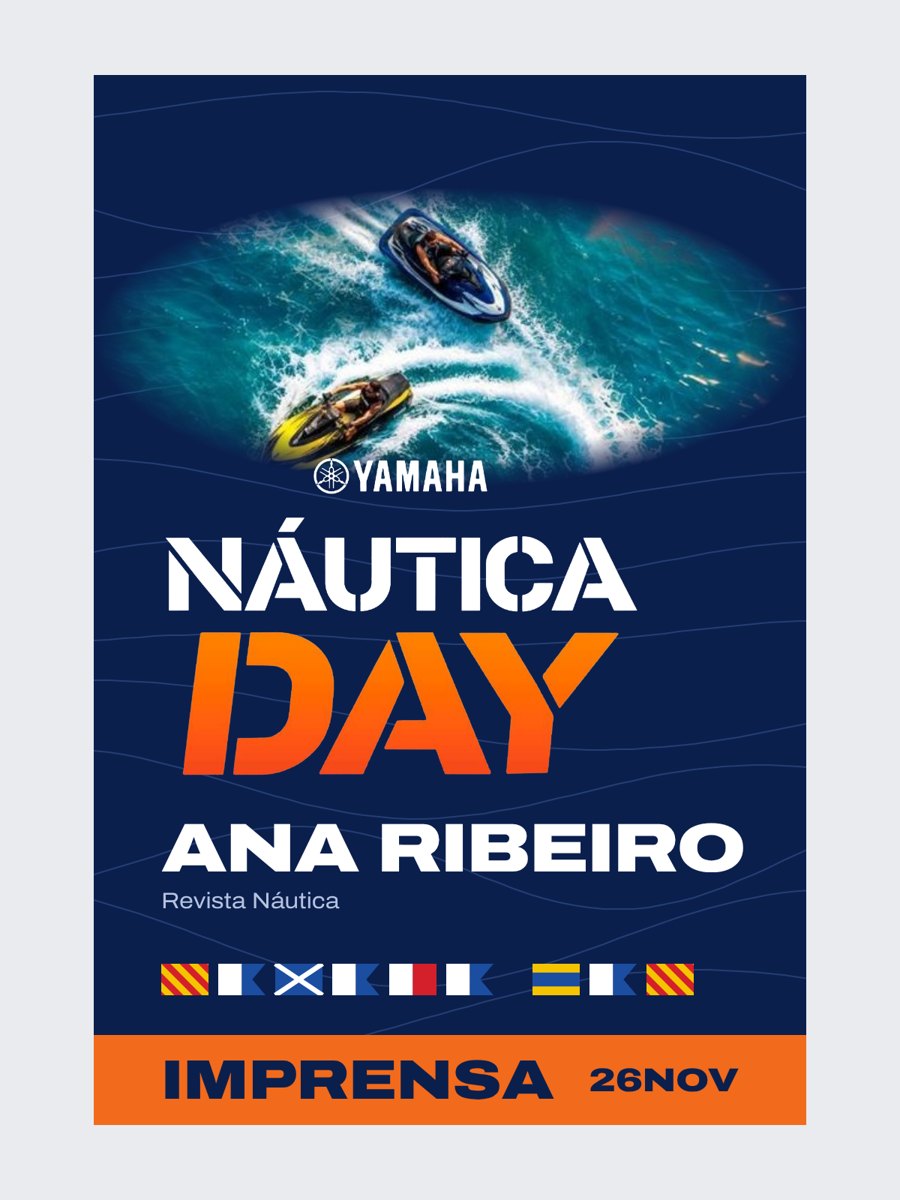 YAMAHA
NÁUTICA
DAY
ANA RIBEIRO
Revista Náutica
IMPRENSA 26NOV